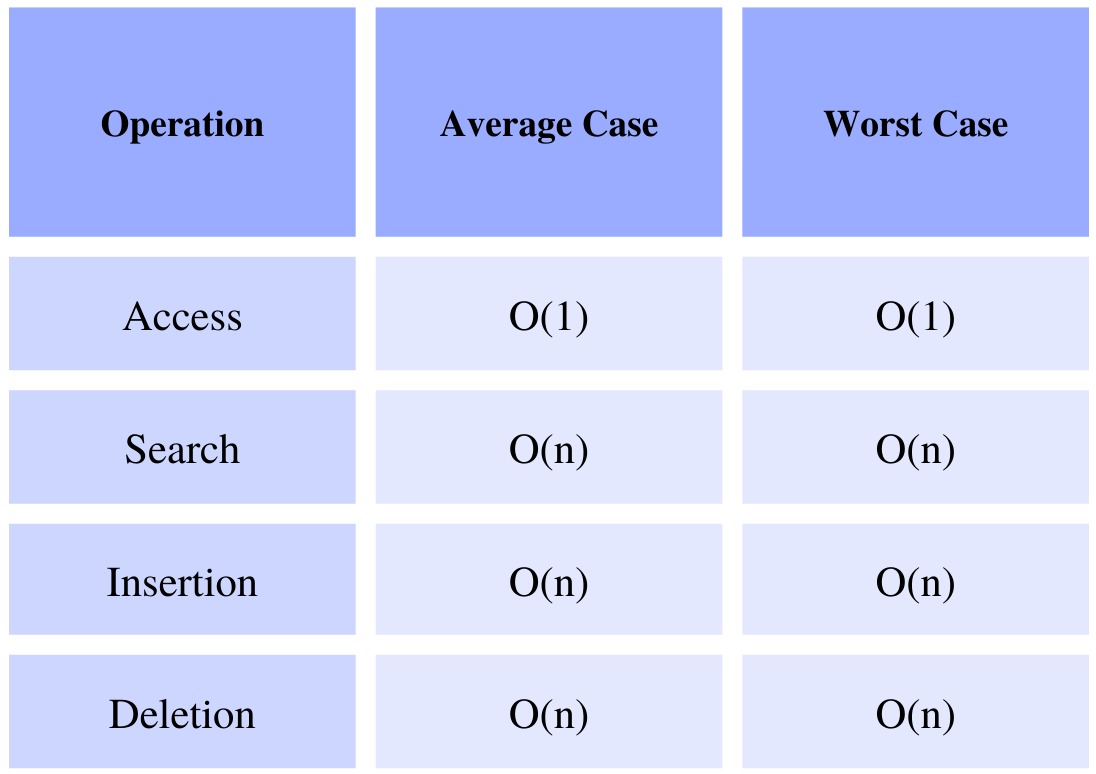 Operation Average Case Worst Case
Access O(1) O(1)
Search O(n) O(n)
Insertion O(n) O(n)
Deletion O(n) O(n)